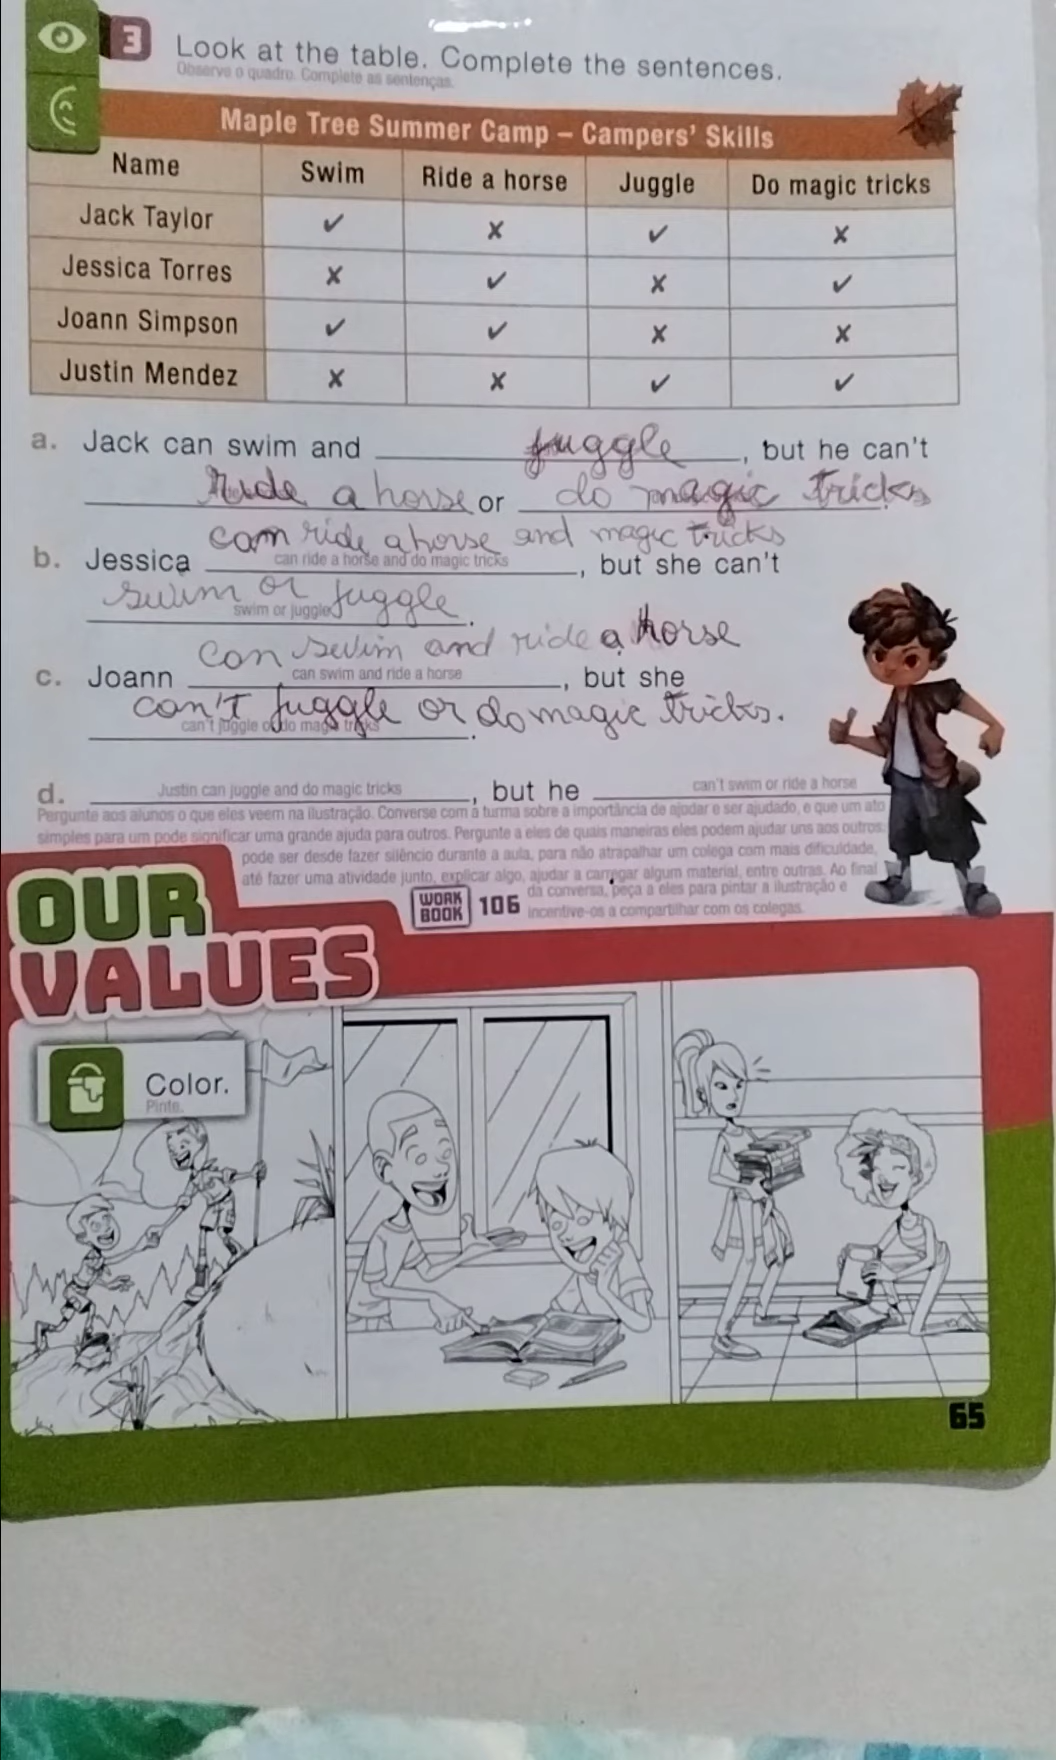 3 Look at the table. Complete the sentences.
Observe o quadro. Complete as sentenças.
Maple Tree Summer Camp – Campers' Skills
Name Swim Ride a horse Juggle Do magic tricks
Jack Taylor ✓ ✗ ✓ ✗
Jessica Torres ✗ ✓ ✗ ✓
Joann Simpson ✓ ✓ ✗ ✗
Justin Mendez ✗ ✗ ✓ ✓
a. Jack can swim and juggle, but he can't
ride a horse or do magic tricks.
can ride a horse and magic tricks
b. Jessica can ride a horse and do magic tricks, but she can't
swim or juggle
swim or juggle.
can swim and ride a horse
c. Joann can swim and ride a horse, but she
can't juggle or do magic tricks.
can't juggle or do magic tricks.
d. Justin can juggle and do magic tricks, but he can't swim or ride a horse
Pergunte aos alunos o que eles veem na ilustração. Converse com a turma sobre a importância de ajudar e ser ajudado, e que um ato
simples para um pode significar uma grande ajuda para outros. Pergunte a eles de quais maneiras eles podem ajudar uns aos outros:
pode ser desde fazer silêncio durante a aula, para não atrapalhar um colega com mais dificuldade,
até fazer uma atividade junto, explicar algo, ajudar a carregar algum material, entre outras. Ao final
da conversa, peça a eles para pintar a ilustração e
incentive-os a compartilhar com os colegas.
WORK
BOOK 106
OUR
VALUES
Color.
Pinte.
65